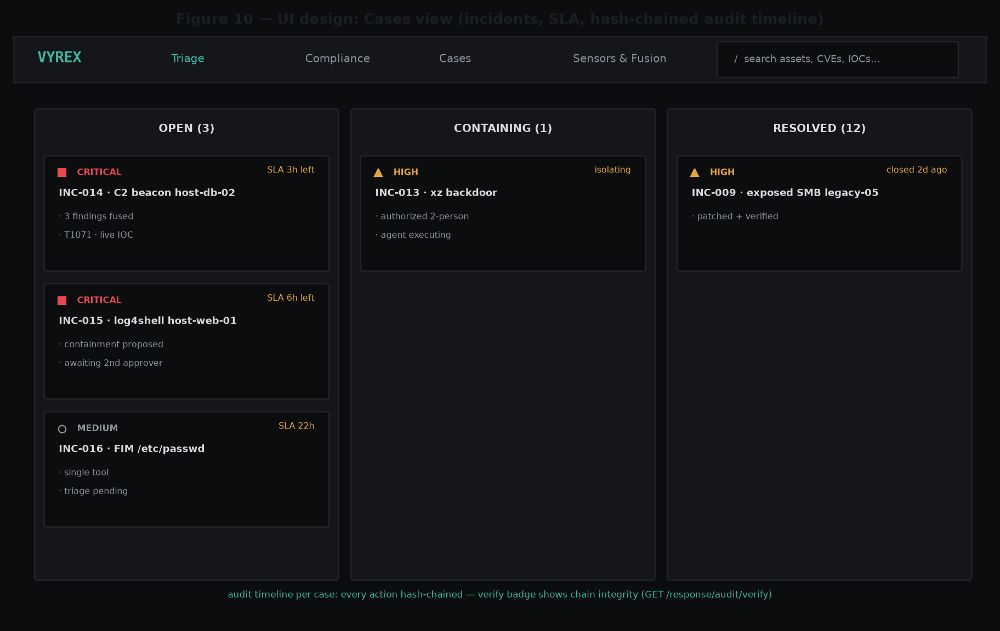 Figure 10 — UI design: Cases view (incidents, SLA, hash-chained audit timeline)
VYREX Triage Compliance Cases Sensors & Fusion / search assets, CVEs, IOCs...
OPEN (3)
CRITICAL SLA 3h left
INC-014 · C2 beacon host-db-02
· 3 findings fused
· T1071 · live IOC
CRITICAL SLA 6h left
INC-015 · log4shell host-web-01
· containment proposed
· awaiting 2nd approver
MEDIUM SLA 22h
INC-016 · FIM /etc/passwd
· single tool
· triage pending
CONTAINING (1)
HIGH isolating
INC-013 · xz backdoor
· authorized 2-person
· agent executing
RESOLVED (12)
HIGH closed 2d ago
INC-009 · exposed SMB legacy-05
· patched + verified
audit timeline per case: every action hash-chained — verify badge shows chain integrity (GET /response/audit/verify)